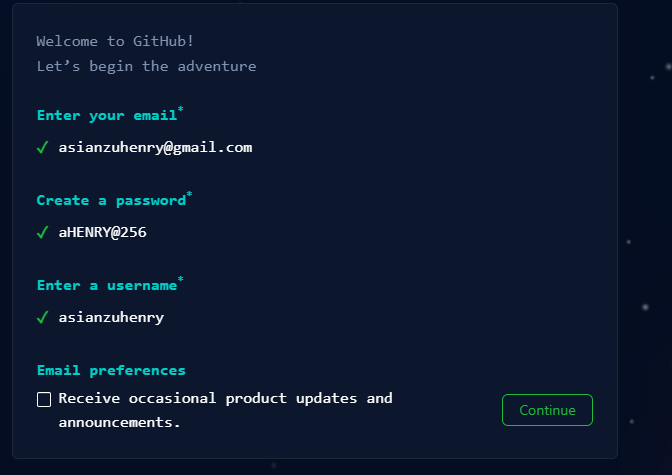 Welcome to GitHub!
Let’s begin the adventure
Enter your email*
✓ asianzuhenry@gmail.com
Create a password*
✓ aHENRY@256
Enter a username*
✓ asianzuhenry
Email preferences
Receive occasional product updates and
announcements.
Continue